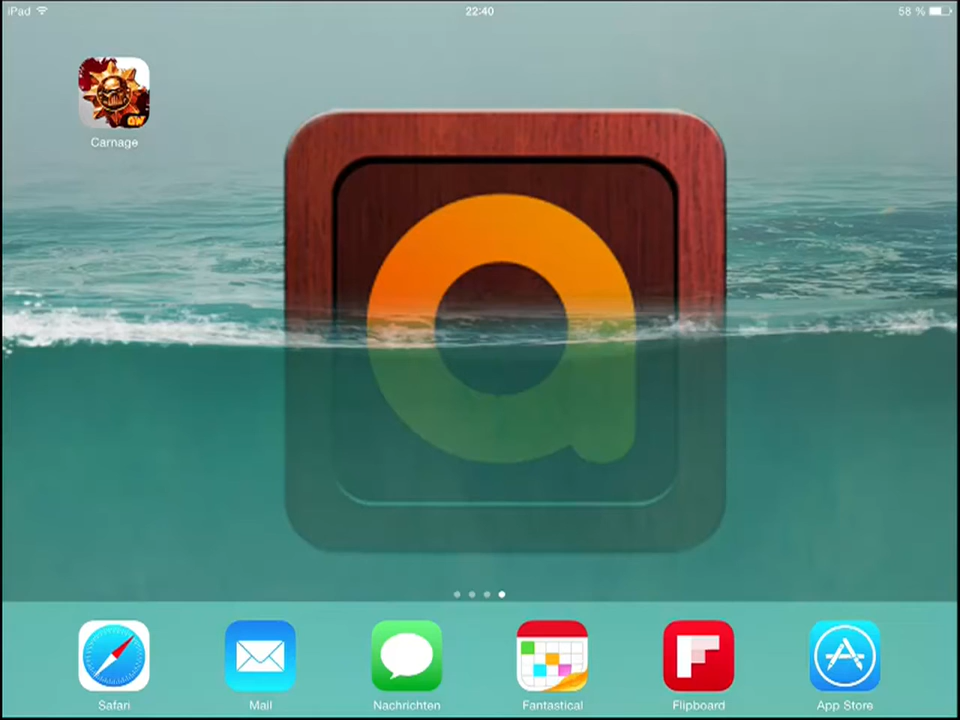 iPad 22:40 58 %
GW
Carnage
a
Safari Mail Nachrichten Fantastical Flipboard App Store